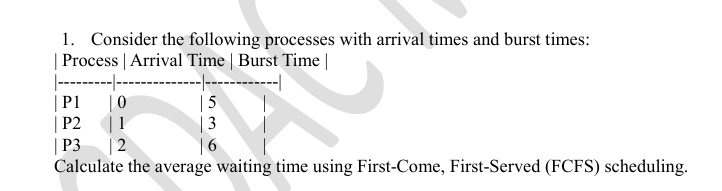 1. Consider the following processes with arrival times and burst times:
| Process | Arrival Time | Burst Time |
|---------|--------------|------------|
| P1 | 0 | 5 |
| P2 | 1 | 3 |
| P3 | 2 | 6 |
Calculate the average waiting time using First-Come, First-Served (FCFS) scheduling.